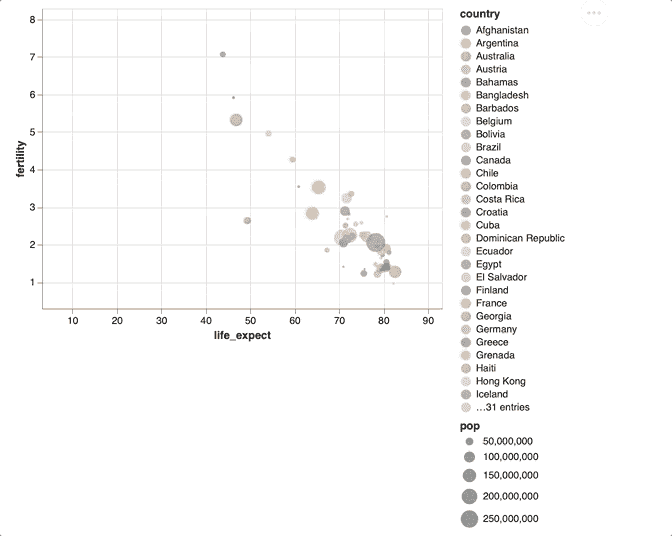 8
7
6
5
4
3
2
1
fertility
10 20 30 40 50 60 70 80 90
life_expect
country
Afghanistan
Argentina
Australia
Austria
Bahamas
Bangladesh
Barbados
Belgium
Bolivia
Brazil
Canada
Chile
Colombia
Costa Rica
Croatia
Cuba
Dominican Republic
Ecuador
Egypt
El Salvador
Finland
France
Georgia
Germany
Greece
Grenada
Haiti
Hong Kong
Iceland
...31 entries
pop
50,000,000
100,000,000
150,000,000
200,000,000
250,000,000